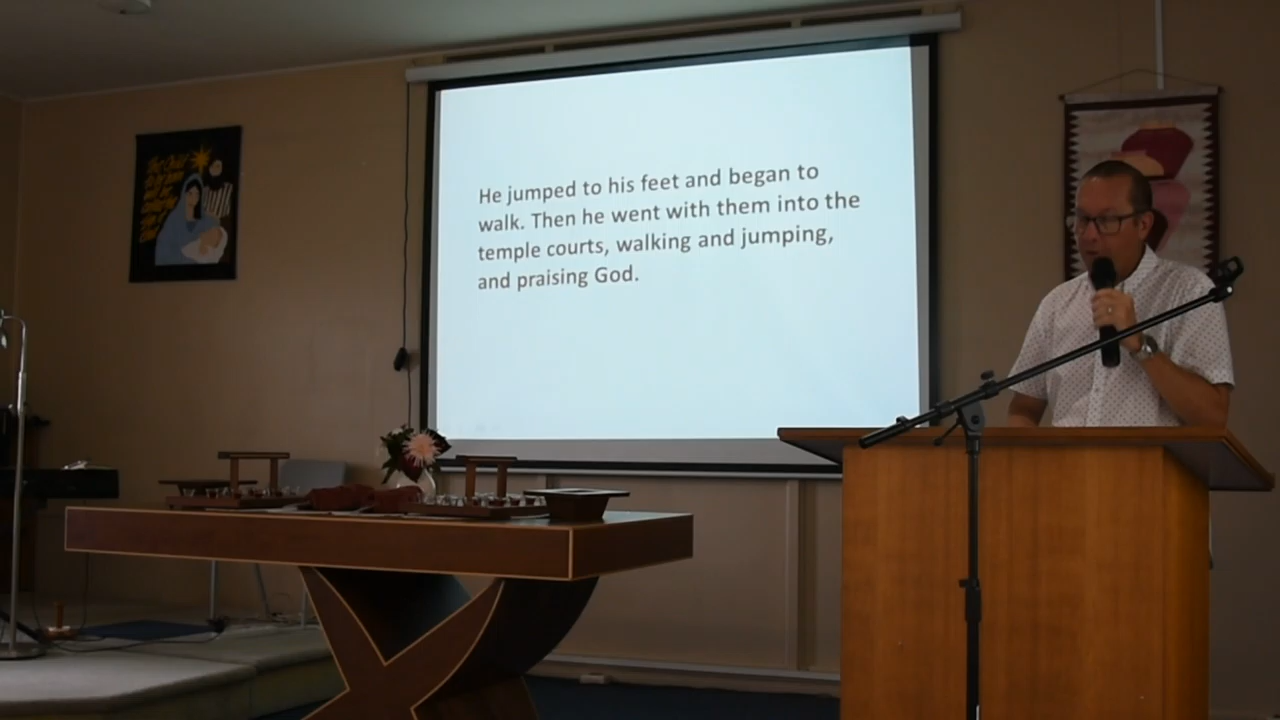 He jumped to his feet and began to
walk. Then he went with them into the
temple courts, walking and jumping,
and praising God.